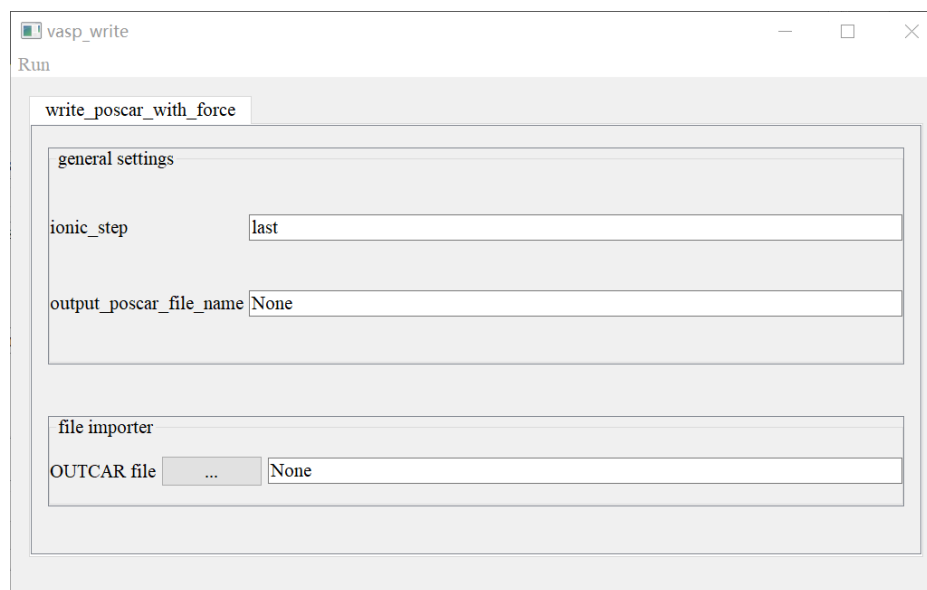 vasp_write
Run
write_poscar_with_force
general settings
ionic_step last
output_poscar_file_name None
file importer
OUTCAR file ... None